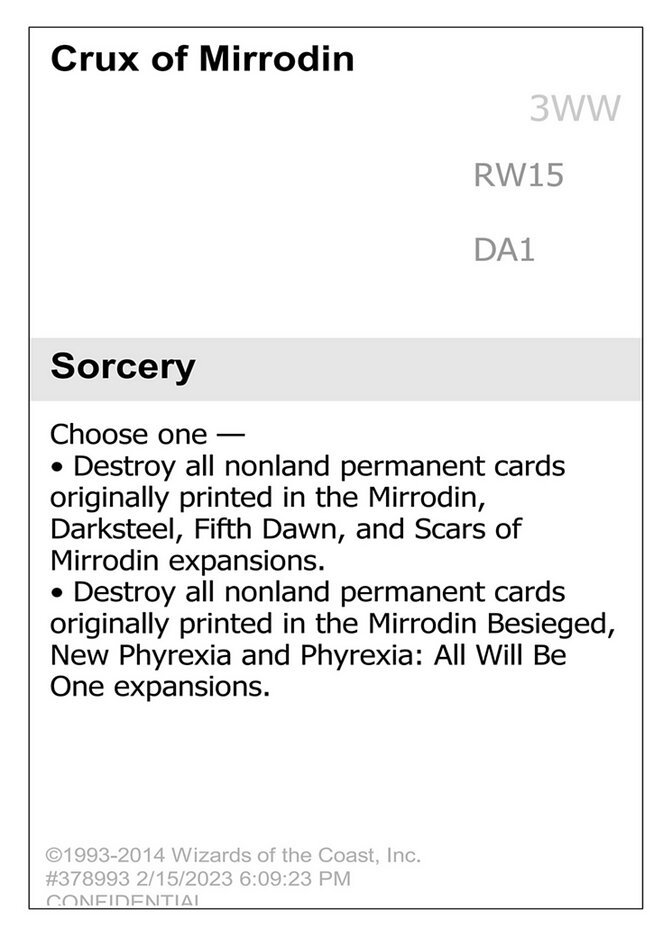 Crux of Mirrodin
3WW
RW15
DA1
Sorcery
Choose one —
• Destroy all nonland permanent cards
originally printed in the Mirrodin,
Darksteel, Fifth Dawn, and Scars of
Mirrodin expansions.
• Destroy all nonland permanent cards
originally printed in the Mirrodin Besieged,
New Phyrexia and Phyrexia: All Will Be
One expansions.
©1993-2014 Wizards of the Coast, Inc.
#378993 2/15/2023 6:09:23 PM
CONFIDENTIAL